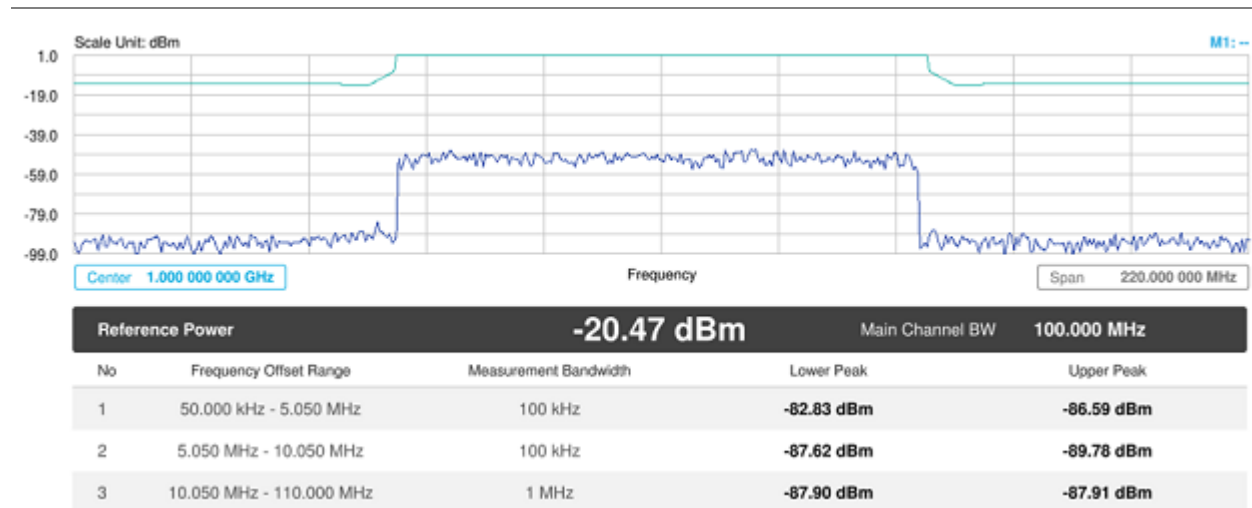 Scale Unit: dBm M1: --
1.0
-19.0
-39.0
-59.0
-79.0
-99.0
Center 1.000 000 000 GHz Frequency Span 220.000 000 MHz
Reference Power -20.47 dBm Main Channel BW 100.000 MHz
No Frequency Offset Range Measurement Bandwidth Lower Peak Upper Peak
1 50.000 kHz - 5.050 MHz 100 kHz -82.83 dBm -86.59 dBm
2 5.050 MHz - 10.050 MHz 100 kHz -87.62 dBm -89.78 dBm
3 10.050 MHz - 110.000 MHz 1 MHz -87.90 dBm -87.91 dBm